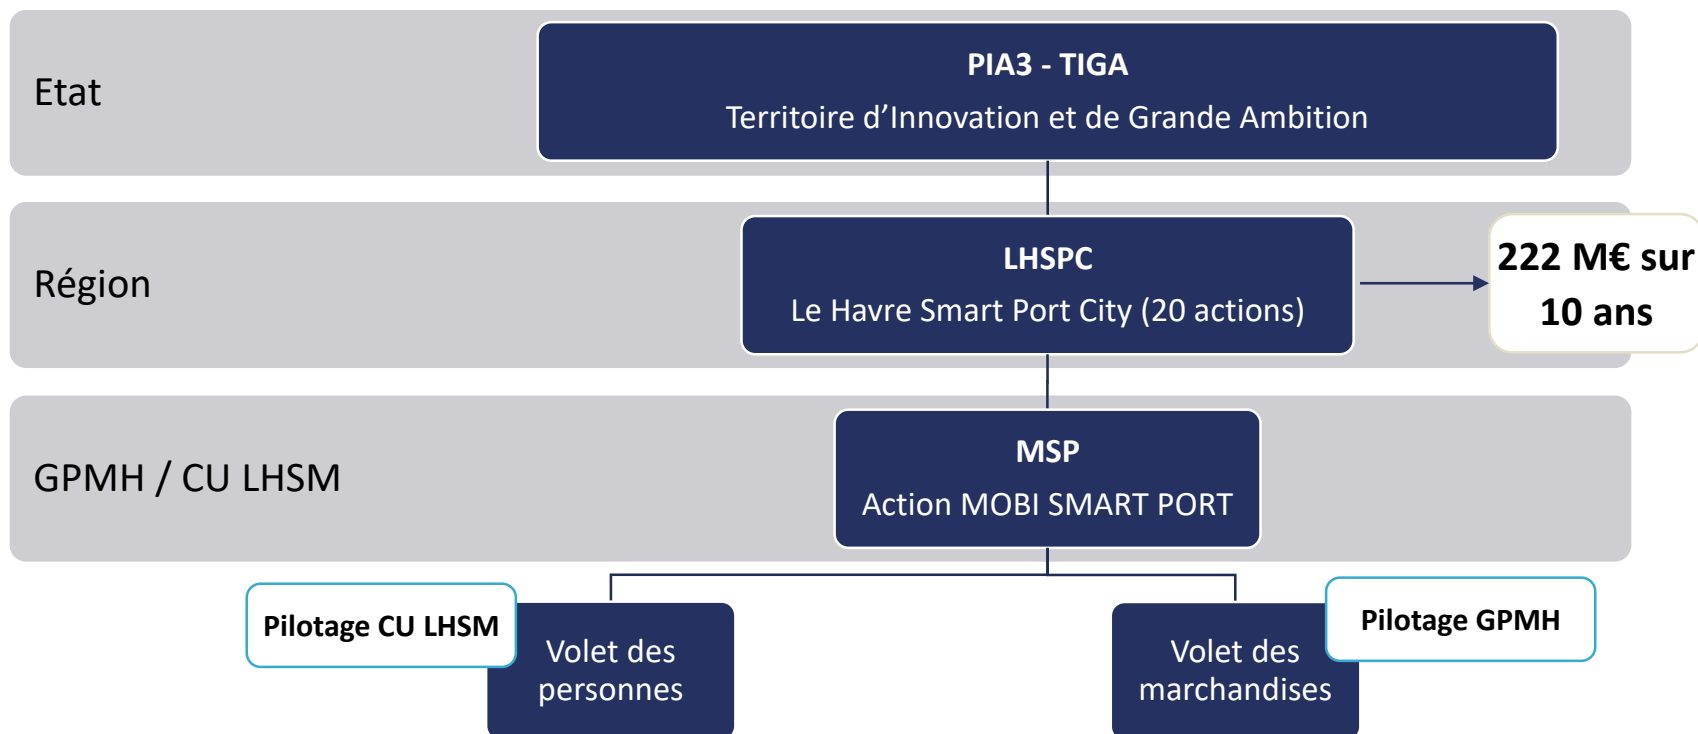 Etat
PIA3 - TIGA
Territoire d’Innovation et de Grande Ambition
Région
LHSPC
Le Havre Smart Port City (20 actions)
222 M€ sur
10 ans
GPMH / CU LHSM
MSP
Action MOBI SMART PORT
Pilotage CU LHSM
Volet des
personnes
Pilotage GPMH
Volet des
marchandises